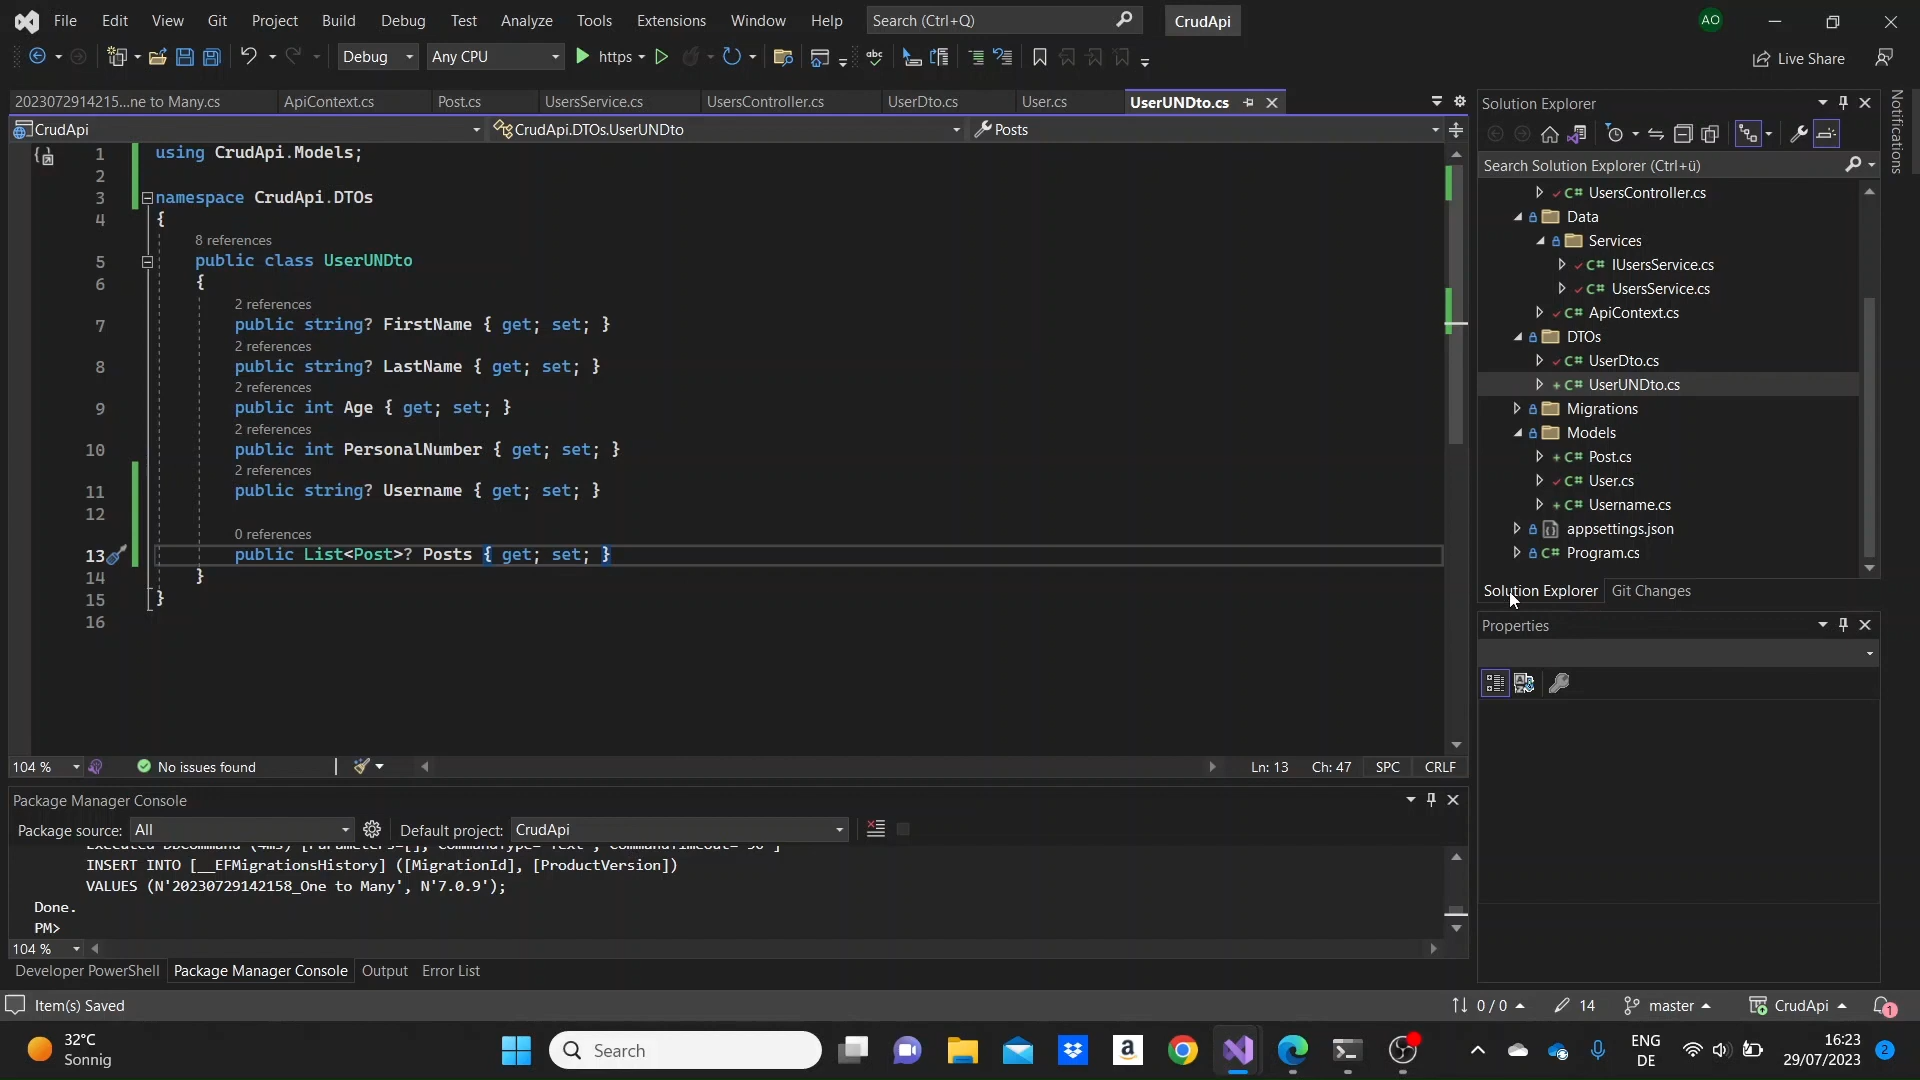 File Edit View Git Project Build Debug Test Analyze Tools Extensions Window Help Search (Ctrl+Q) CrudApi AO
Debug Any CPU https Live Share
2023072914215...ne to Many.cs ApiContext.cs Post.cs UsersService.cs UsersController.cs UserDto.cs User.cs UserUNDto.cs
CrudApi CrudApi.DTOs.UserUNDto Posts
1 using CrudApi.Models;
2
3 namespace CrudApi.DTOs
4 {
8 references
5 public class UserUNDto
6 {
2 references
7 public string? FirstName { get; set; }
2 references
8 public string? LastName { get; set; }
2 references
9 public int Age { get; set; }
2 references
10 public int PersonalNumber { get; set; }
2 references
11 public string? Username { get; set; }
12
0 references
13 public List<Post>? Posts { get; set; }
14 }
15 }
16
104 % No issues found Ln: 13 Ch: 47 SPC CRLF
Package Manager Console
Package source: All Default project: CrudApi
INSERT INTO [__EFMigrationsHistory] ([MigrationId], [ProductVersion])
VALUES (N'20230729142158_One to Many', N'7.0.9');
Done.
PM>
104 %
Developer PowerShell Package Manager Console Output Error List
Solution Explorer
Search Solution Explorer (Ctrl+ü)
C# UsersController.cs
Data
Services
C# IUsersService.cs
C# UsersService.cs
C# ApiContext.cs
DTOs
C# UserDto.cs
C# UserUNDto.cs
Migrations
Models
C# Post.cs
C# User.cs
C# Username.cs
appsettings.json
C# Program.cs
Solution Explorer Git Changes
Properties
Notifications
Item(s) Saved 0 / 0 14 master CrudApi 1
32°C
Sonnig
Search
ENG
DE
16:23
29/07/2023
2